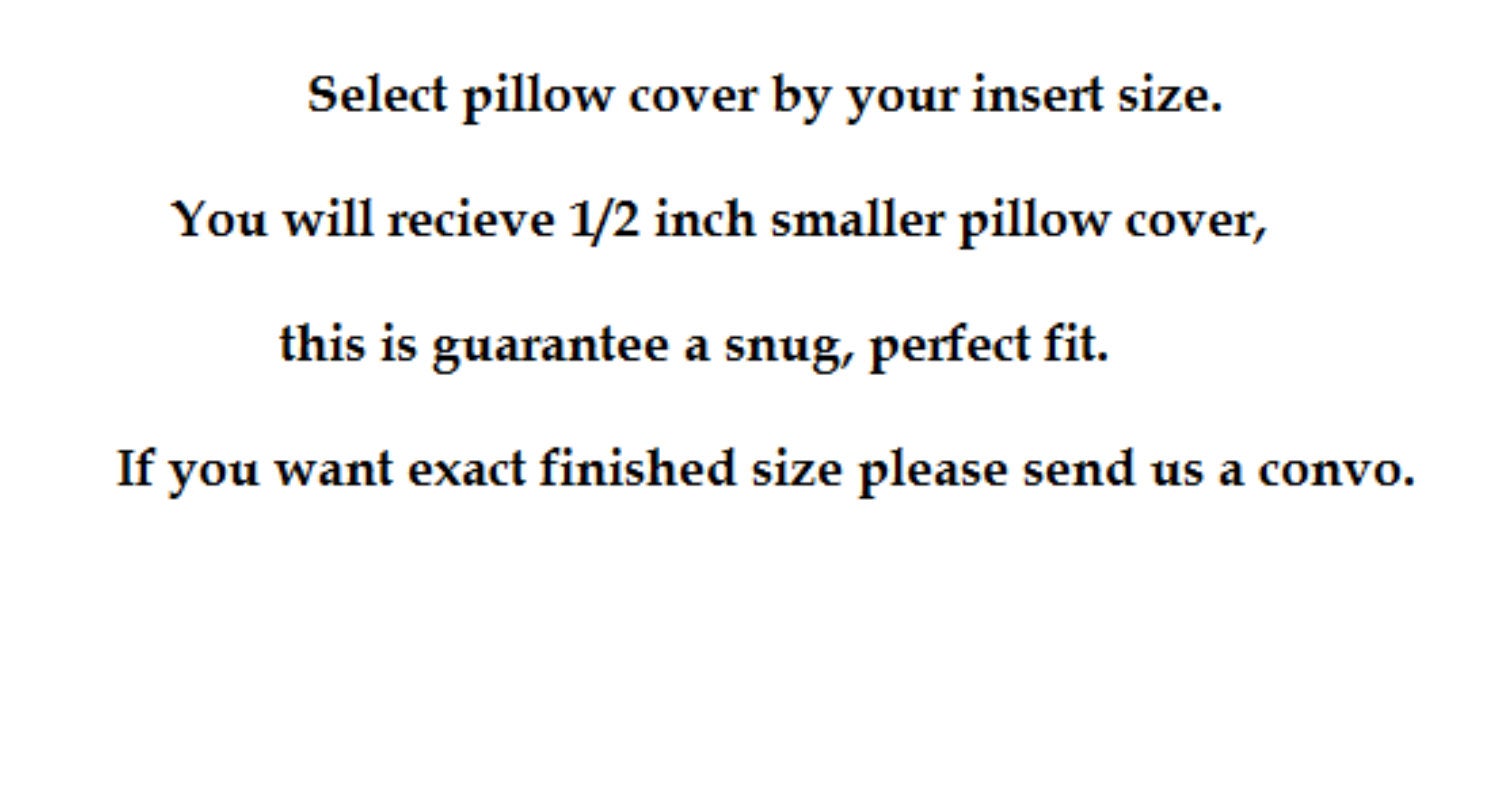 Select pillow cover by your insert size.
You will recieve 1/2 inch smaller pillow cover,
this is guarantee a snug, perfect fit.
If you want exact finished size please send us a convo.